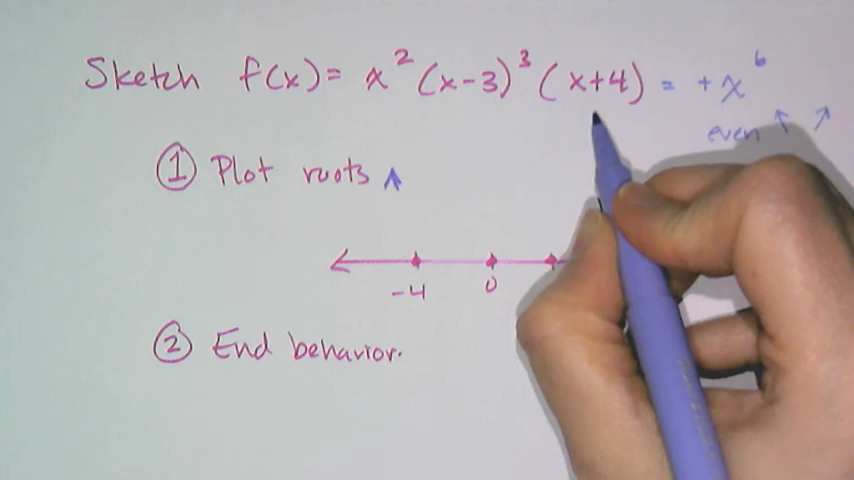 Sketch f(x) = x²(x-3)³(x+4) = +x⁶
even ↑ ↗
① Plot roots
-4 0
② End behavior.